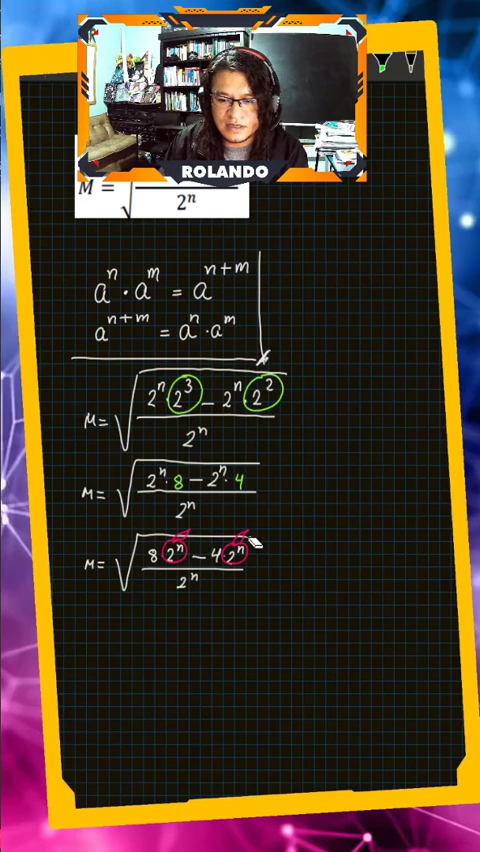 ROLANDO
M = √(/2ⁿ)
aⁿ · aᵐ = aⁿ⁺ᵐ
aⁿ⁺ᵐ = aⁿ · aᵐ
M = √((2ⁿ · 2³ – 2ⁿ · 2²)/2ⁿ)
M = √((2ⁿ · 8 – 2ⁿ · 4)/2ⁿ)
M = √((8 2ⁿ – 4 · 2ⁿ)/2ⁿ)